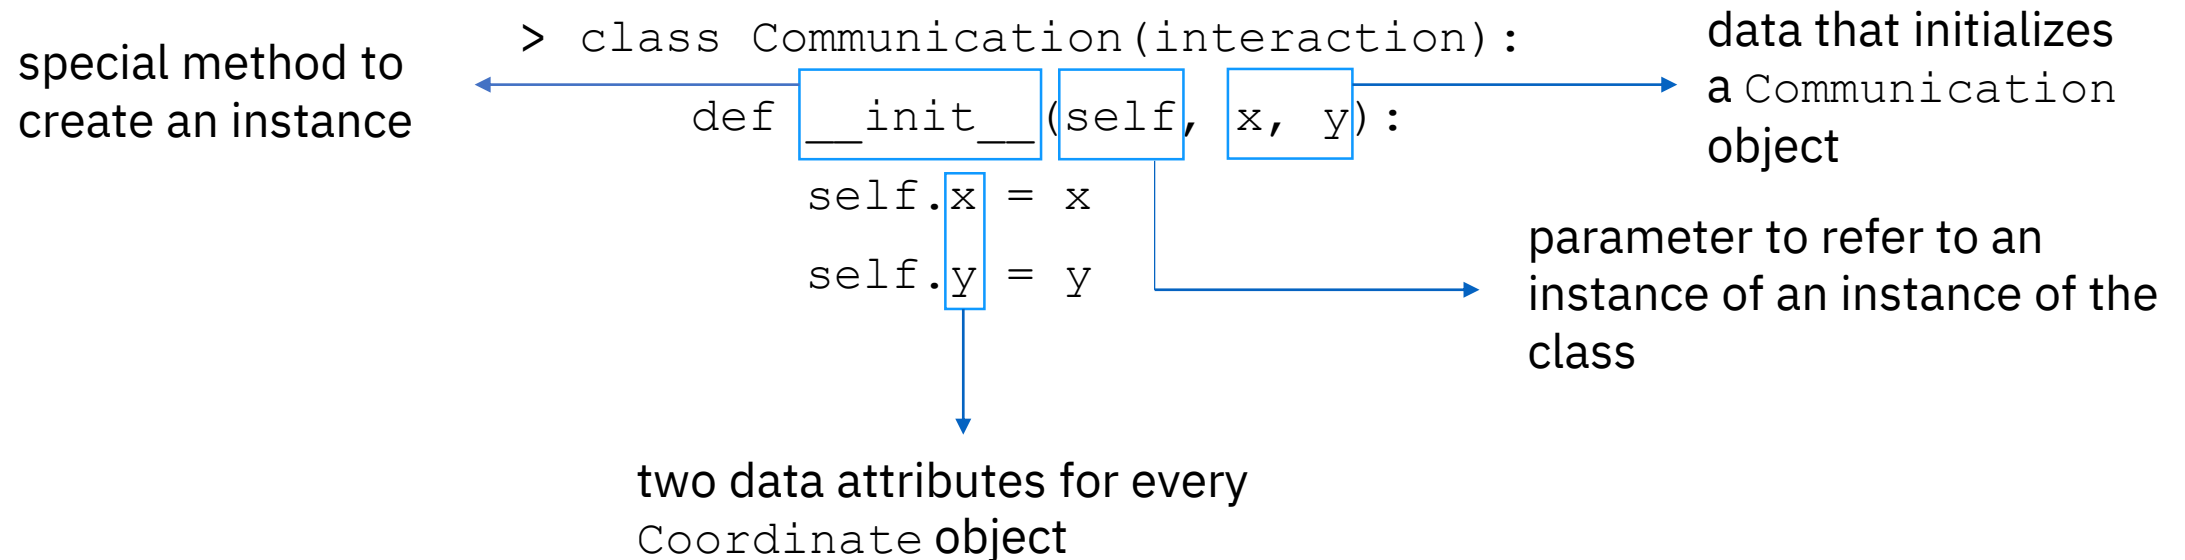 special method to
create an instance
> class Communication(interaction):
def __init__(self, x, y):
self.x = x
self.y = y
data that initializes
a Communication
object
parameter to refer to an
instance of an instance of the
class
two data attributes for every
Coordinate object